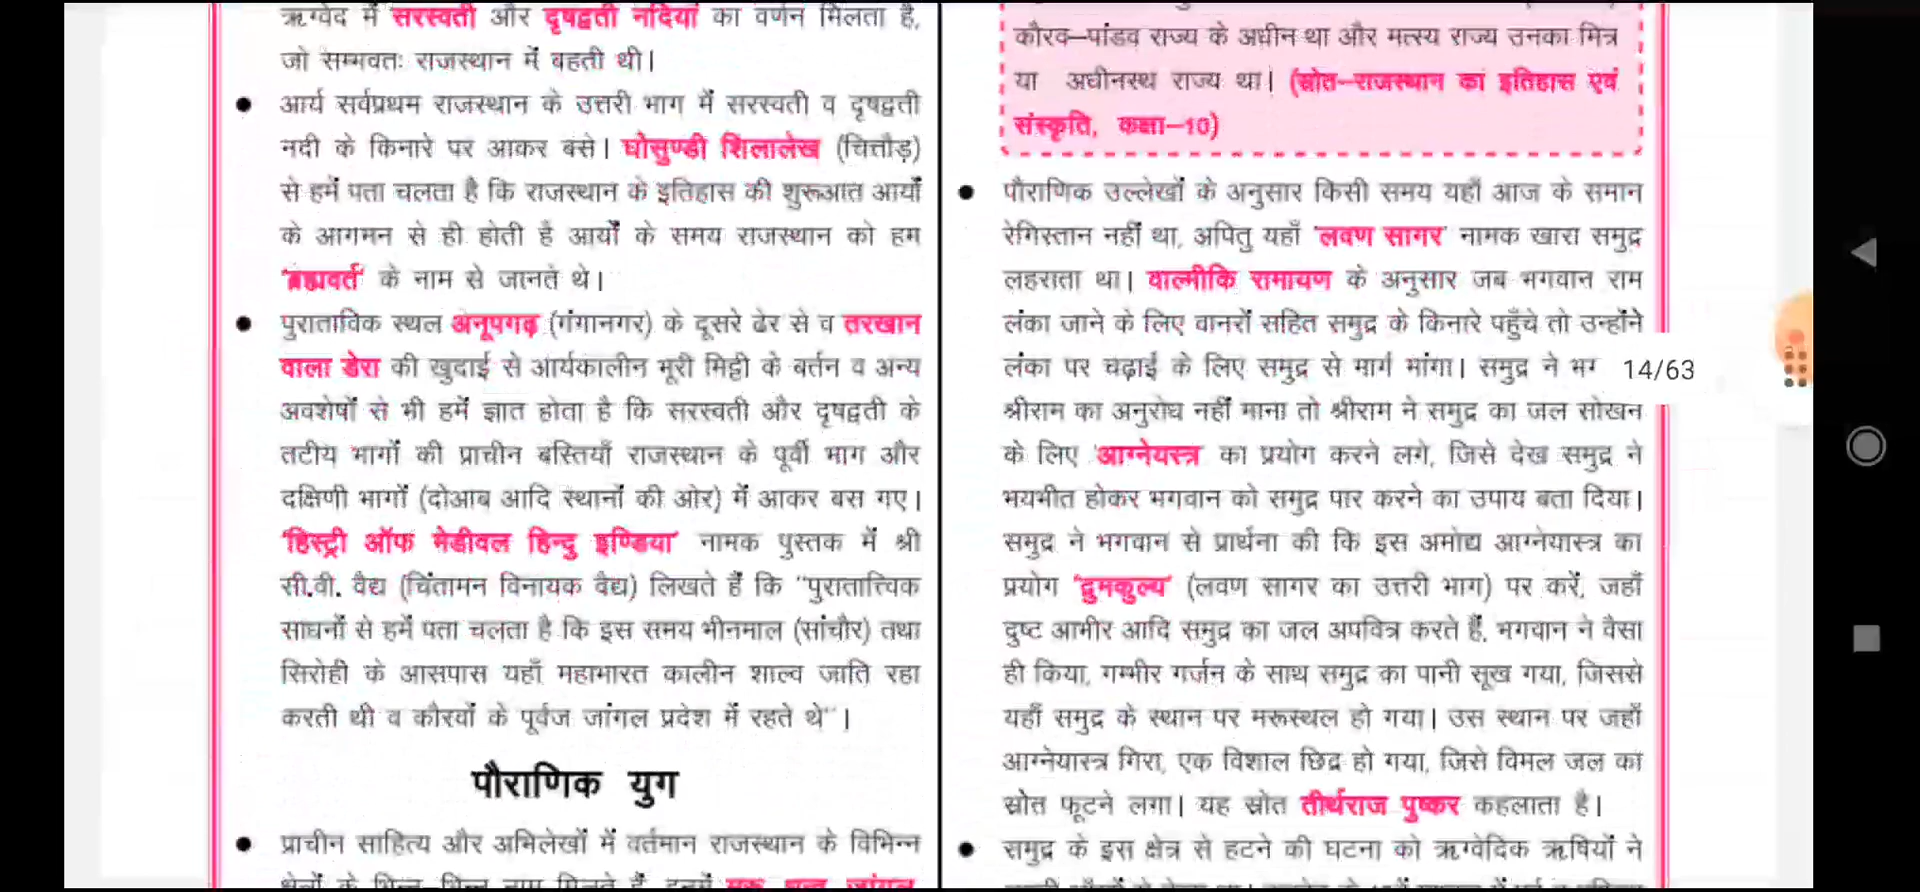 ऋग्वेद में सरस्वती और दृषद्वती नदियां का वर्णन मिलता है,
जो सम्भवतः राजस्थान में बहती थी।
● आर्य सर्वप्रथम राजस्थान के उत्तरी भाग में सरस्वती व दृषद्वती
नदी के किनारे पर आकर बसे। घोसुण्डी शिलालेख (चित्तौड़)
से हमें पता चलता है कि राजस्थान के इतिहास की शुरूआत आर्यों
के आगमन से ही होती है आर्यों के समय राजस्थान को हम
'ब्रह्मवर्त' के नाम से जानते थे।
● पुराताविक स्थल अनूपगढ़ (गंगानगर) के दूसरे ढेर से व तरखान
वाला डेरा की खुदाई से आर्यकालीन भूरी मिट्टी के बर्तन व अन्य
अवशेषों से भी हमें ज्ञात होता है कि सरस्वती और दृषद्वती के
तटीय भागों की प्राचीन बस्तियाँ राजस्थान के पूर्वी भाग और
दक्षिणी भागों (दोआब आदि स्थानों की ओर) में आकर बस गए।
'हिस्ट्री ऑफ मेडीवल हिन्दु इण्डिया' नामक पुस्तक में श्री
सी.वी. वैद्य (चिंतामन विनायक वैद्य) लिखते हैं कि "पुरातात्त्विक
साधनों से हमें पता चलता है कि इस समय भीनमाल (सांचौर) तथा
सिरोही के आसपास यहाँ महाभारत कालीन शाल्व जाति रहा
करती थी व कौरवों के पूर्वज जांगल प्रदेश में रहते थे"।
पौराणिक युग
● प्राचीन साहित्य और अभिलेखों में वर्तमान राजस्थान के विभिन्न
कौरव–पांडव राज्य के अधीन था और मत्स्य राज्य उनका मित्र
या अधीनस्थ राज्य था। (स्रोत–राजस्थान का इतिहास एवं
संस्कृति, कक्षा–10)
● पौराणिक उल्लेखों के अनुसार किसी समय यहाँ आज के समान
रेगिस्तान नहीं था, अपितु यहाँ 'लवण सागर' नामक खारा समुद्र
लहराता था। वाल्मीकि रामायण के अनुसार जब भगवान राम
लंका जाने के लिए वानरों सहित समुद्र के किनारे पहुँचे तो उन्होंने
लंका पर चढ़ाई के लिए समुद्र से मार्ग मांगा। समुद्र ने 14/63
श्रीराम का अनुरोध नहीं माना तो श्रीराम ने समुद्र का जल सोखन
के लिए 'आग्नेयस्त्र का प्रयोग करने लगे, जिसे देख समुद्र ने
भयभीत होकर भगवान को समुद्र पार करने का उपाय बता दिया।
समुद्र ने भगवान से प्रार्थना की कि इस अमोद्य आग्नेयास्त्र का
प्रयोग 'द्रुमकुल्य' (लवण सागर का उत्तरी भाग) पर करें, जहाँ
दुष्ट आभीर आदि समुद्र का जल अपवित्र करते हैं, भगवान ने वैसा
ही किया, गम्भीर गर्जन के साथ समुद्र का पानी सूख गया, जिससे
यहाँ समुद्र के स्थान पर मरूस्थल हो गया। उस स्थान पर जहाँ
आग्नेयास्त्र गिरा, एक विशाल छिद्र हो गया, जिसे विमल जल का
स्रोत फूटने लगा। यह स्रोत तीर्थराज पुष्कर कहलाता है।
● समुद्र के इस क्षेत्र से हटने की घटना को ऋग्वेदिक ऋषियों ने